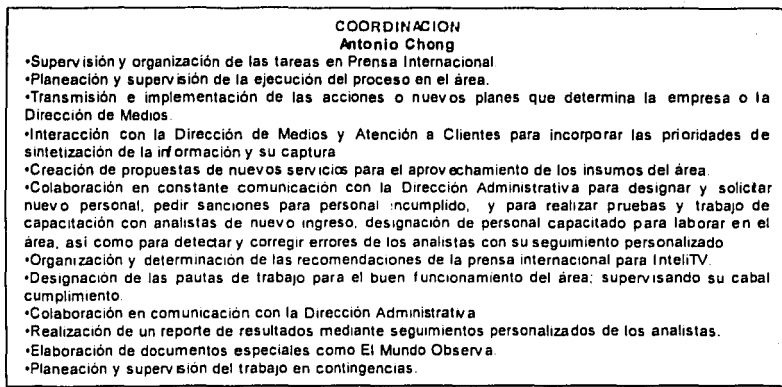 COORDINACION
Antonio Chong
•Supervisión y organización de las tareas en Prensa Internacional.
•Planeación y supervisión de la ejecución del proceso en el área.
•Transmisión e implementación de las acciones o nuevos planes que determina la empresa o la
Dirección de Medios.
•Interacción con la Dirección de Medios y Atención a Clientes para incorporar las prioridades de
sintetización de la información y su captura
•Creación de propuestas de nuevos servicios para el aprovechamiento de los insumos del área.
•Colaboración en constante comunicación con la Dirección Administrativa para designar y solicitar
nuevo personal, pedir sanciones para personal incumplido, y para realizar pruebas y trabajo de
capacitación con analistas de nuevo ingreso, designación de personal capacitado para laborar en el
área, así como para detectar y corregir errores de los analistas con su seguimiento personalizado
•Organización y determinación de las recomendaciones de la prensa internacional para InteliTV.
•Designación de las pautas de trabajo para el buen funcionamiento del área; supervisando su cabal
cumplimiento.
•Colaboración en comunicación con la Dirección Administrativa
•Realización de un reporte de resultados mediante seguimientos personalizados de los analistas.
•Elaboración de documentos especiales como El Mundo Observa.
•Planeación y supervisión del trabajo en contingencias.